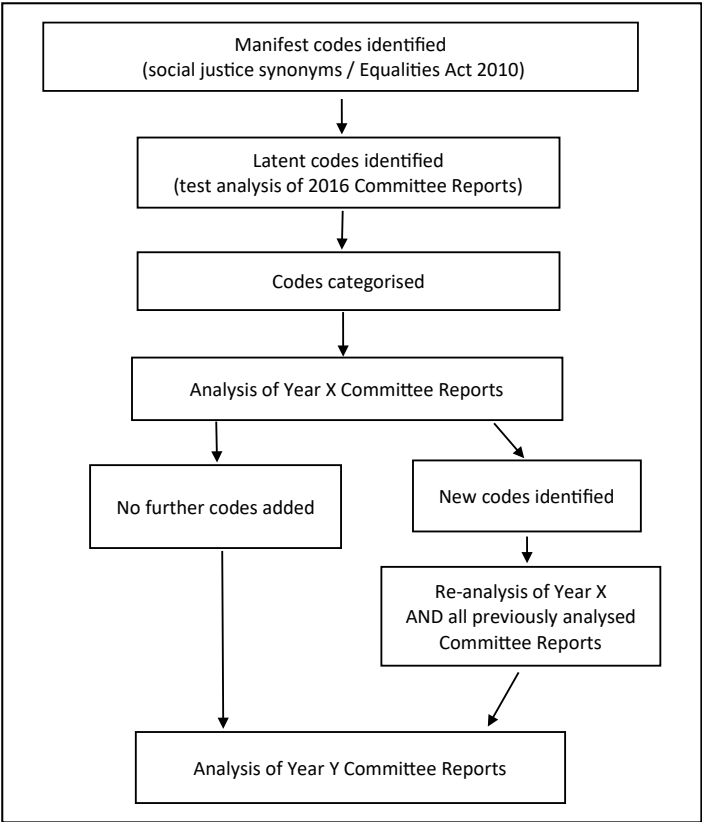 Manifest codes identified
(social justice synonyms / Equalities Act 2010)
Latent codes identified
(test analysis of 2016 Committee Reports)
Codes categorised
Analysis of Year X Committee Reports
No further codes added
New codes identified
Re-analysis of Year X
AND all previously analysed
Committee Reports
Analysis of Year Y Committee Reports